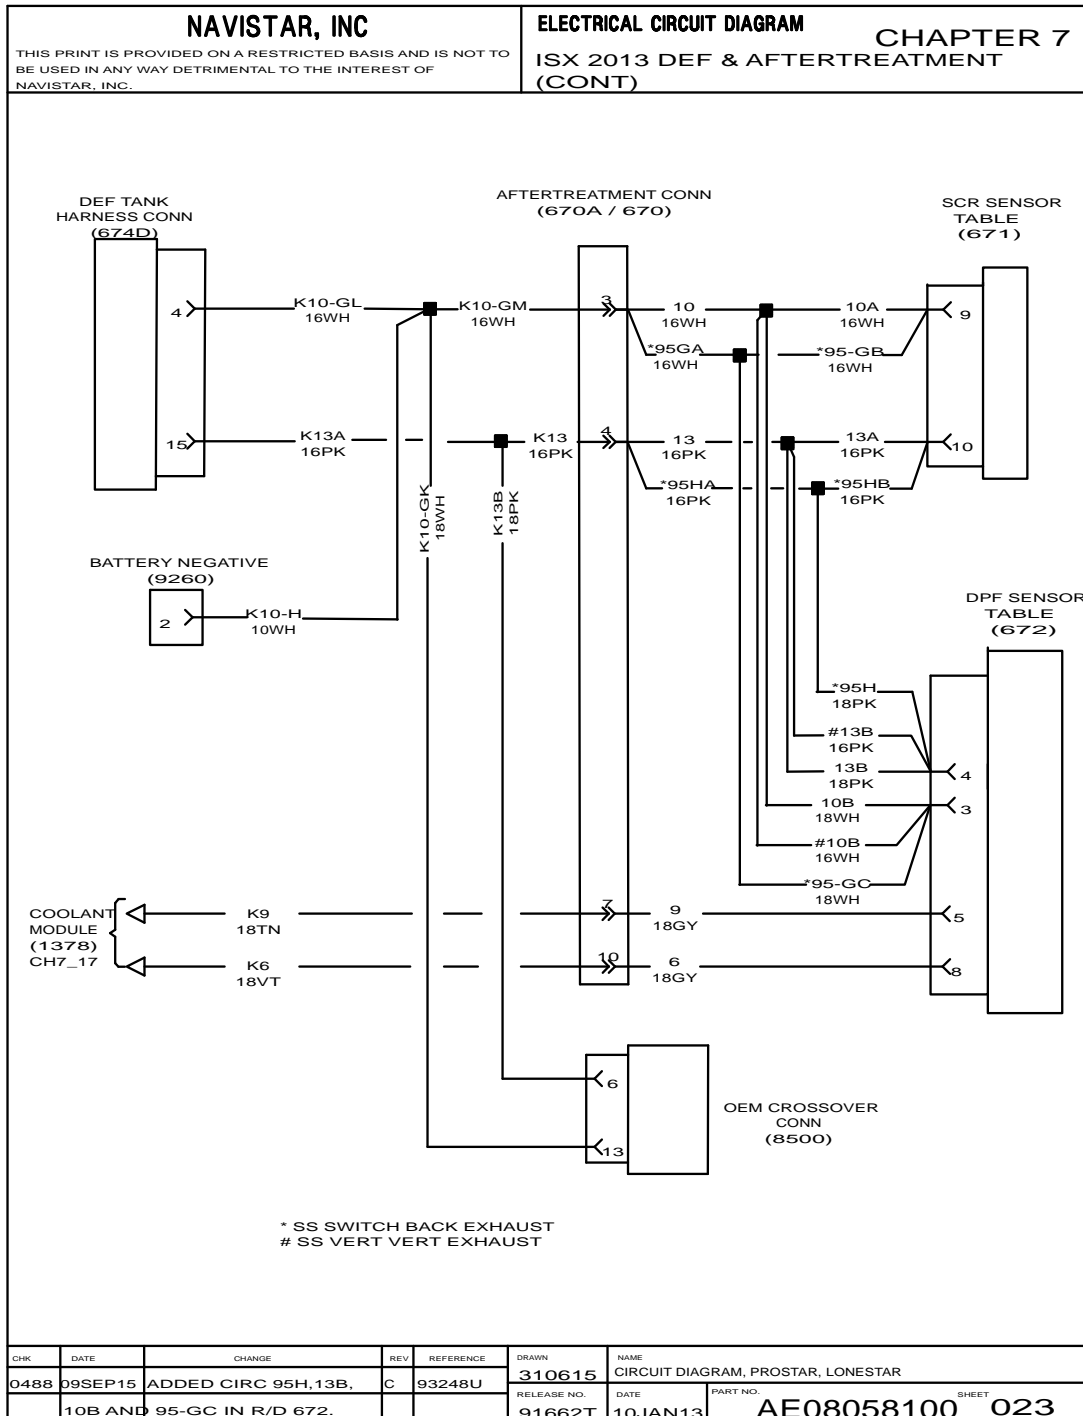 NAVISTAR, INC
THIS PRINT IS PROVIDED ON A RESTRICTED BASIS AND IS NOT TO
BE USED IN ANY WAY DETRIMENTAL TO THE INTEREST OF
NAVISTAR, INC.
ELECTRICAL CIRCUIT DIAGRAM
CHAPTER 7
ISX 2013 DEF & AFTERTREATMENT
(CONT)
DEF TANK
HARNESS CONN
(674D)
AFTERTREATMENT CONN
(670A / 670)
SCR SENSOR
TABLE
(671)
4
K10-GL
16WH
K10-GM
16WH
3
10
16WH
10A
16WH
9
*95GA
16WH
*95-GB
16WH
15
K13A
16PK
K13
16PK
4
13
16PK
13A
16PK
10
*95HA
16PK
*95HB
16PK
K10-GK
18WH
K13B
18PK
BATTERY NEGATIVE
(9260)
2
K10-H
10WH
DPF SENSOR
TABLE
(672)
*95H
18PK
#13B
16PK
13B
18PK
4
10B
18WH
3
#10B
16WH
*95-GC
18WH
COOLANT
MODULE
(1378)
CH7_17
K9
18TN
7
9
18GY
5
K6
18VT
10
6
18GY
8
6
13
OEM CROSSOVER
CONN
(8500)
* SS SWITCH BACK EXHAUST
# SS VERT VERT EXHAUST
CHK DATE CHANGE REV REFERENCE
0488 09SEP15 ADDED CIRC 95H,13B, C 93248U
10B AND 95-GC IN R/D 672.
DRAWN
310615
NAME
CIRCUIT DIAGRAM, PROSTAR, LONESTAR
RELEASE NO.
91662T
DATE
10JAN13
PART NO.
AE08058100
SHEET
023